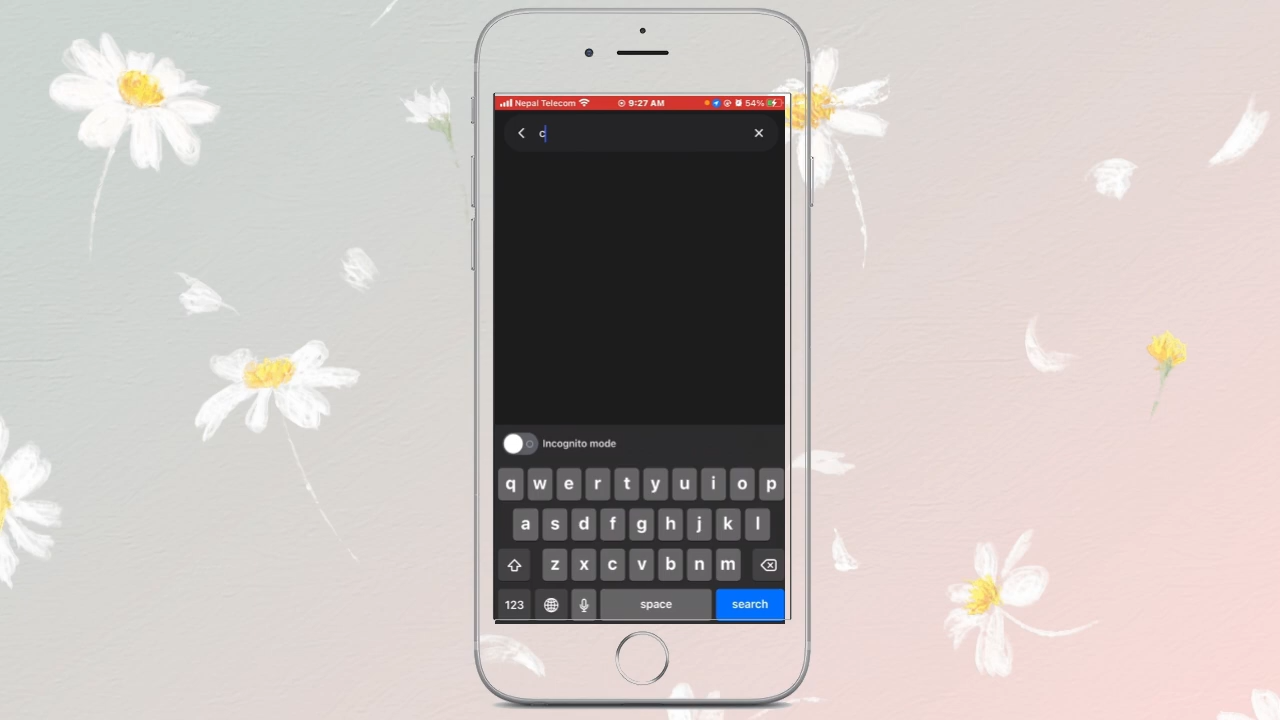 Nepal Telecom 9:27 AM 54%
c
Incognito mode
q w e r t y u i o p
a s d f g h j k l
z x c v b n m
123 space search